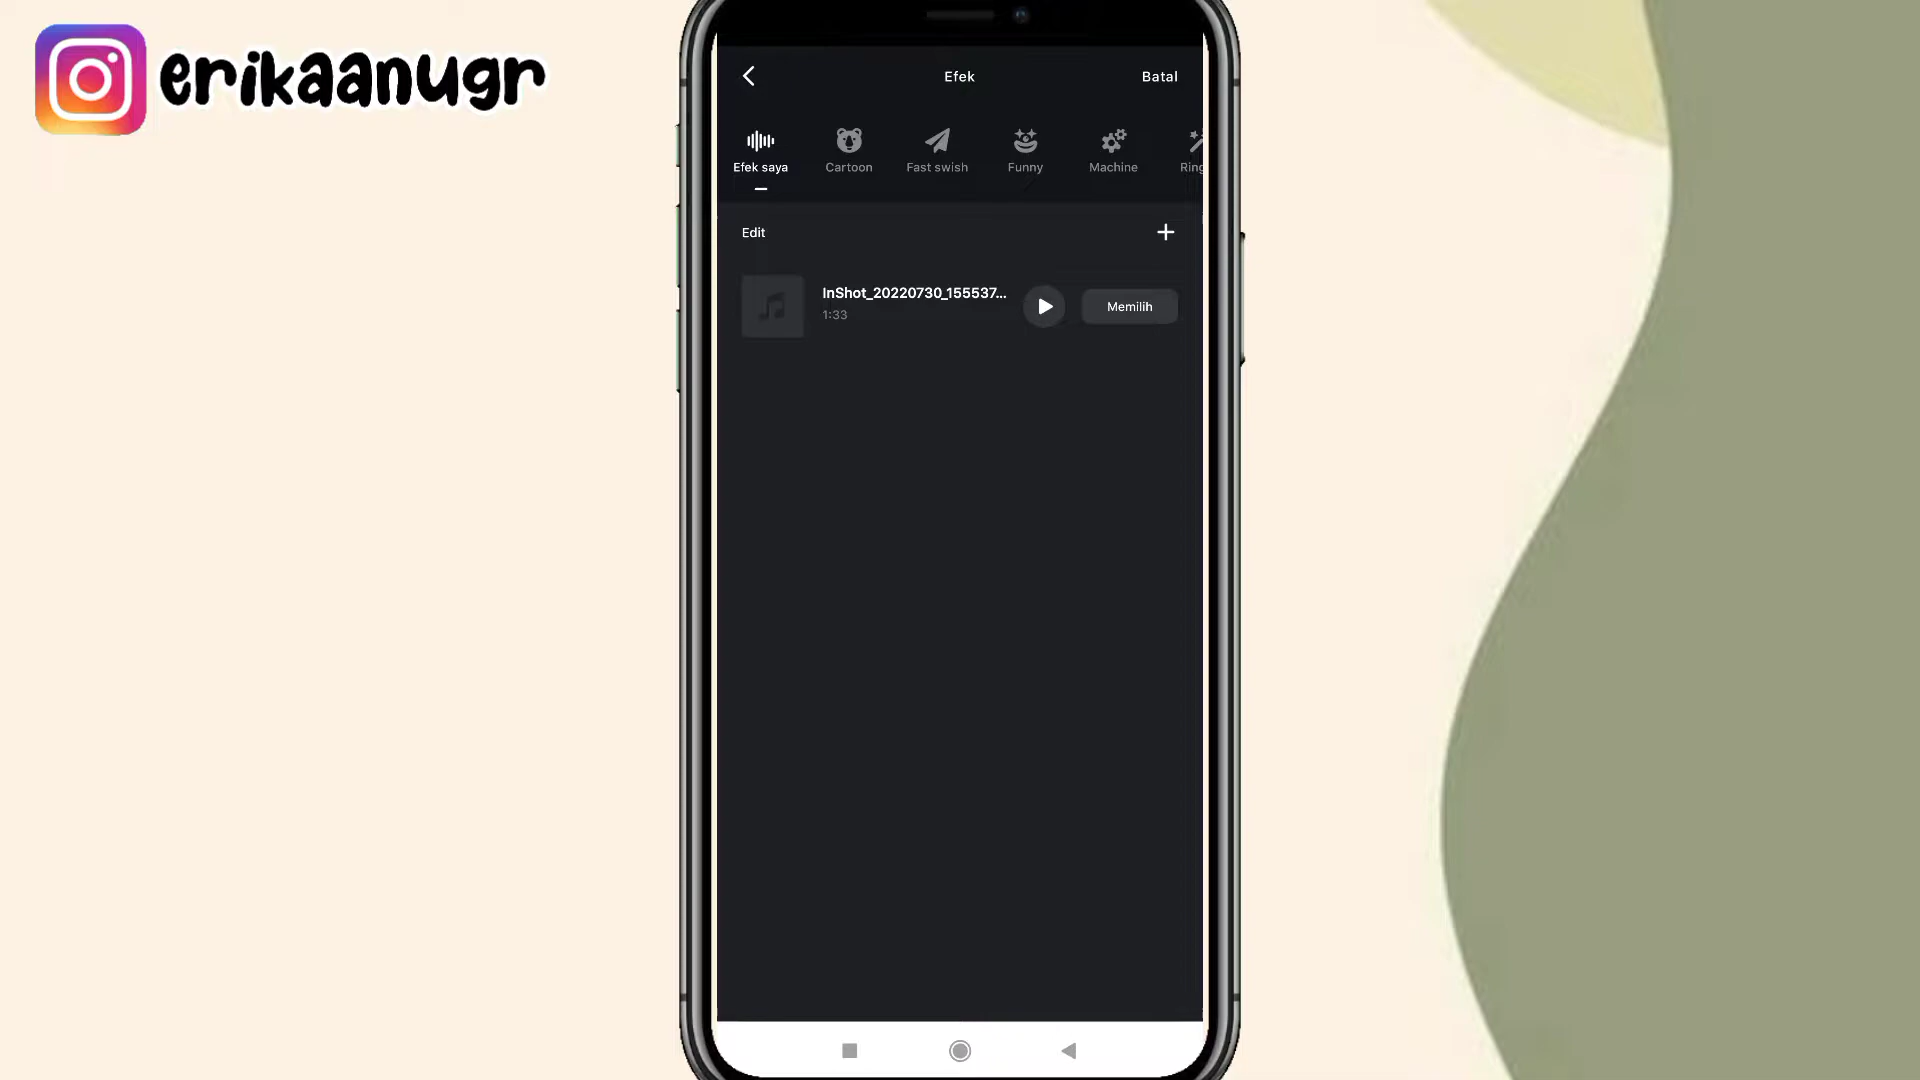 erikaanugr
Efek
Batal
Efek saya
Cartoon
Fast swish
Funny
Machine
Edit
InShot_20220730_155537...
1:33
Memilih